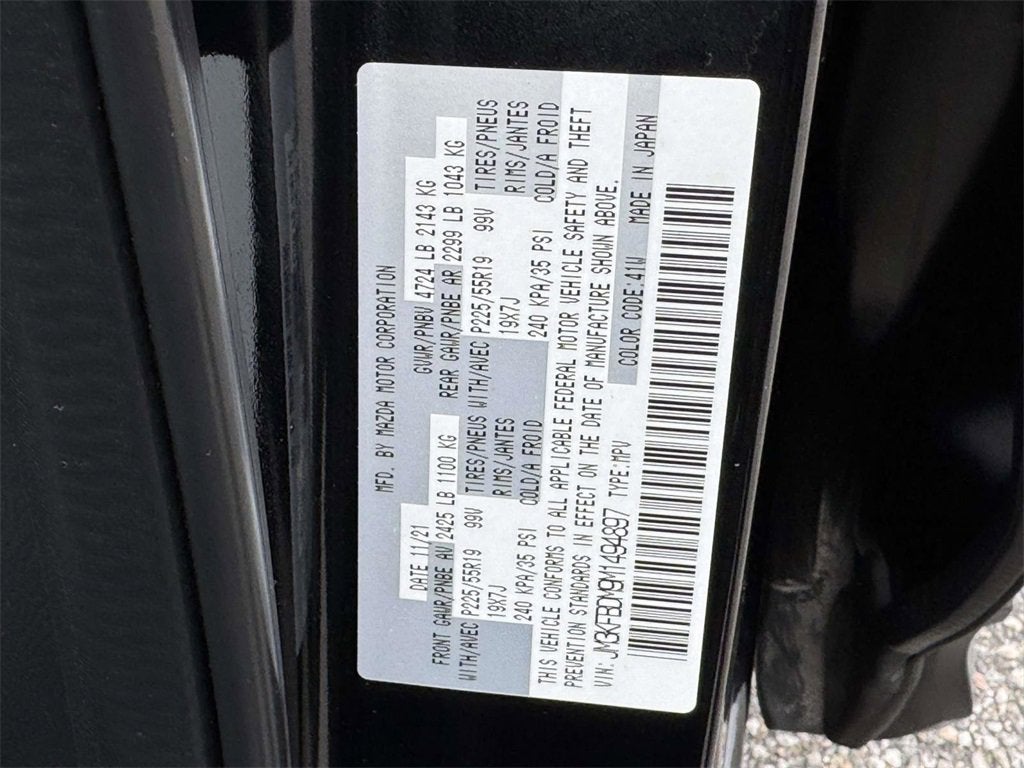 MFD. BY MAZDA MOTOR CORPORATION
DATE 11/21 GVWR/PNBV 4724 LB 2143 KG
FRONT GAWR/PNBE AV 2425 LB 1100 KG REAR GAWR/PNBE AR 2299 LB 1043 KG
WITH/AVEC P225/55R19 99V TIRES/PNEUS WITH/AVEC P225/55R19 99V TIRES/PNEUS
19X7J RIMS/JANTES 19X7J RIMS/JANTES
240 KPA/35 PSI COLD/A FROID 240 KPA/35 PSI COLD/A FROID
THIS VEHICLE CONFORMS TO ALL APPLICABLE FEDERAL MOTOR VEHICLE SAFETY AND THEFT
PREVENTION STANDARDS IN EFFECT ON THE DATE OF MANUFACTURE SHOWN ABOVE.
VIN: JM3KFBDM9M1494897 TYPE:MPV COLOR CODE:41W MADE IN JAPAN